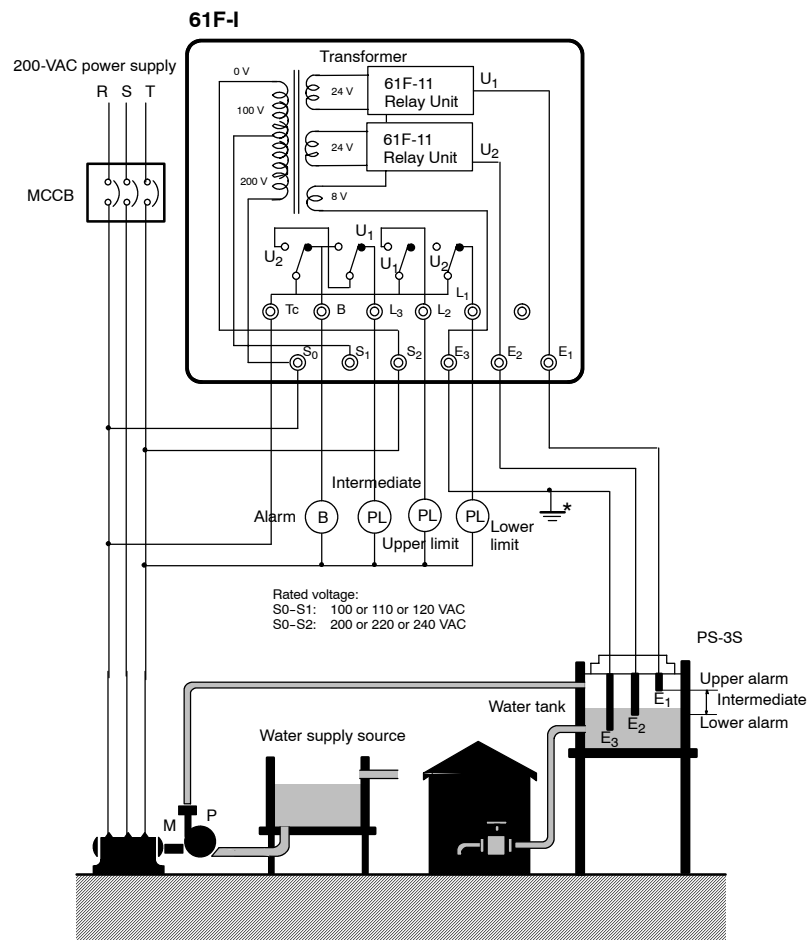 61F-I
200-VAC power supply
R S T
MCCB
Transformer
0 V
100 V
200 V
24 V
61F-11
Relay Unit
U1
24 V
61F-11
Relay Unit
U2
8 V
U2
U1
U1
U2
Tc
B
L3
L2
L1
S0
S1
S2
E3
E2
E1
Intermediate
Alarm
B
PL
PL
PL
Upper limit
Lower
limit
*
Rated voltage:
S0-S1: 100 or 110 or 120 VAC
S0-S2: 200 or 220 or 240 VAC
PS-3S
Upper alarm
Intermediate
Lower alarm
Water tank
E1
E2
E3
Water supply source
M
P